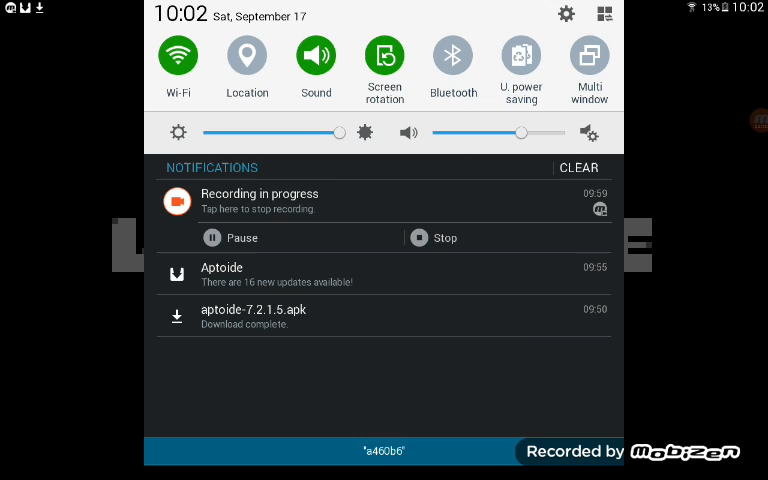 10:02 Sat, September 17
13% 10:02
Wi-Fi
Location
Sound
Screen rotation
Bluetooth
U. power saving
Multi window
NOTIFICATIONS
CLEAR
Recording in progress
09:59
Tap here to stop recording.
Pause
Stop
Aptoide
09:55
There are 16 new updates available!
aptoide-7.2.1.5.apk
09:50
Download complete.
"a460b6"
Recorded by mobizen